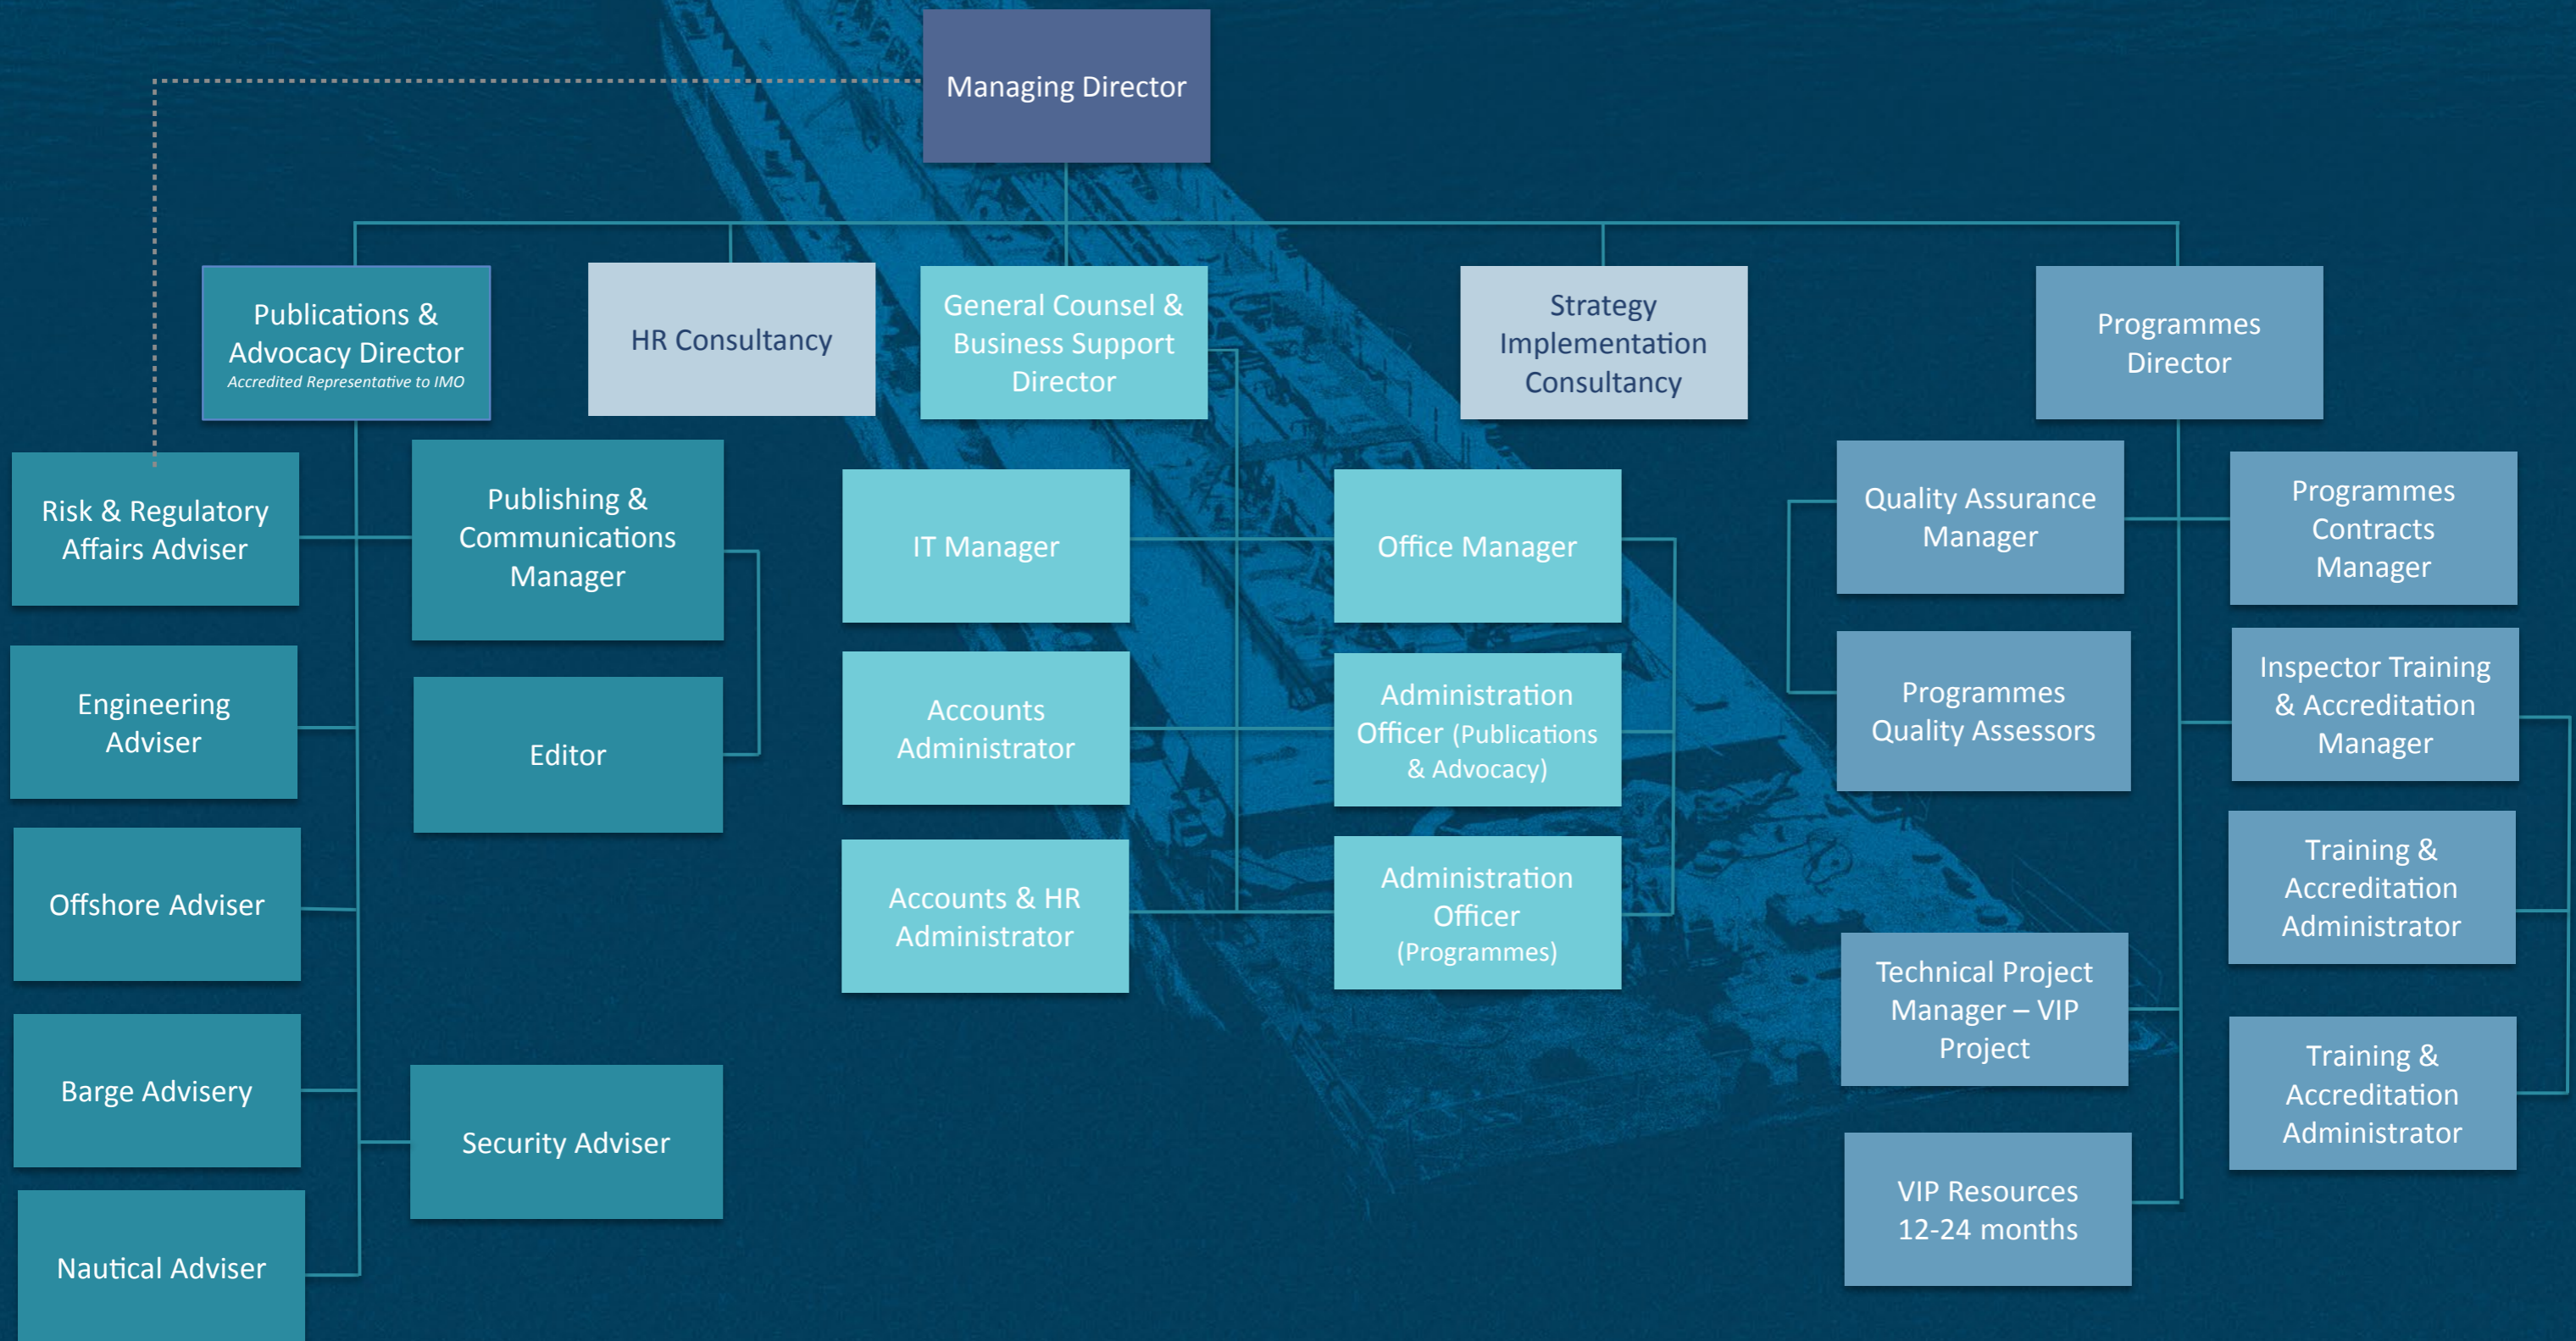 Managing Director
Publications &
Advocacy Director
Accredited Representative to IMO
HR Consultancy
General Counsel &
Business Support
Director
Strategy
Implementation
Consultancy
Programmes
Director
Risk & Regulatory
Affairs Adviser
Publishing &
Communications
Manager
IT Manager
Office Manager
Quality Assurance
Manager
Programmes
Contracts
Manager
Engineering
Adviser
Editor
Accounts
Administrator
Administration
Officer (Publications
& Advocacy)
Programmes
Quality Assessors
Inspector Training
& Accreditation
Manager
Offshore Adviser
Accounts & HR
Administrator
Administration
Officer
(Programmes)
Training &
Accreditation
Administrator
Technical Project
Manager – VIP
Project
Barge Advisery
Security Adviser
Training &
Accreditation
Administrator
VIP Resources
12-24 months
Nautical Adviser